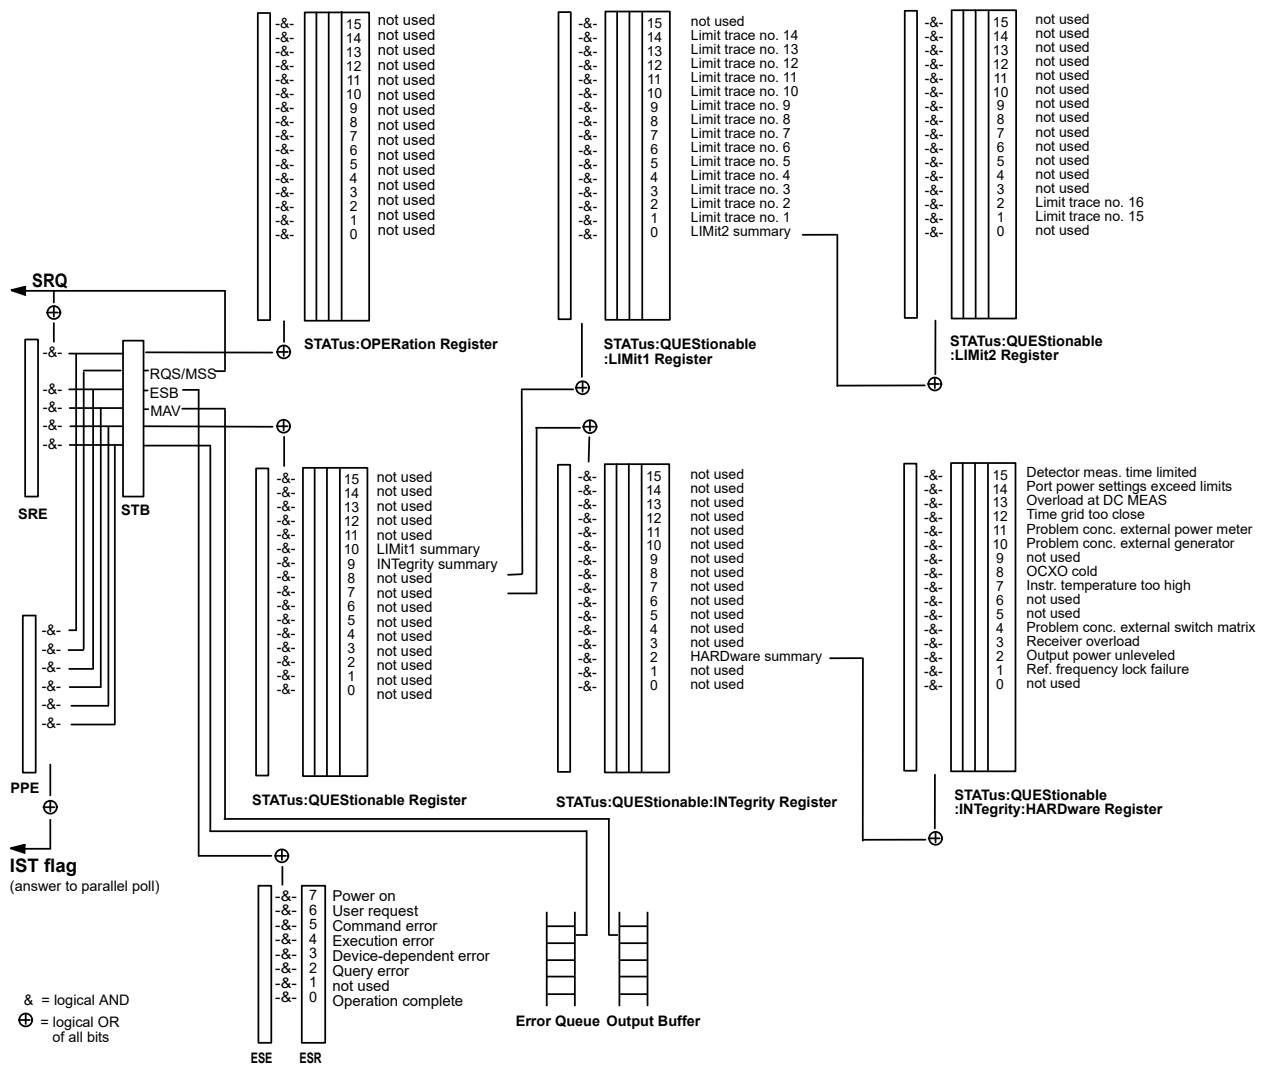 -&- 15 not used
-&- 14 not used
-&- 13 not used
-&- 12 not used
-&- 11 not used
-&- 10 not used
-&- 9 not used
-&- 8 not used
-&- 7 not used
-&- 6 not used
-&- 5 not used
-&- 4 not used
-&- 3 not used
-&- 2 not used
-&- 1 not used
-&- 0
STATus:OPERation Register
-&- 15 not used
-&- 14 Limit trace no. 14
-&- 13 Limit trace no. 13
-&- 12 Limit trace no. 12
-&- 11 Limit trace no. 11
-&- 10 Limit trace no. 10
-&- 9 Limit trace no. 9
-&- 8 Limit trace no. 8
-&- 7 Limit trace no. 7
-&- 6 Limit trace no. 6
-&- 5 Limit trace no. 5
-&- 4 Limit trace no. 4
-&- 3 Limit trace no. 3
-&- 2 Limit trace no. 2
-&- 1 Limit trace no. 1
-&- 0 LIMit2 summary
STATus:QUEStionable
:LIMit1 Register
-&- 15 not used
-&- 14 not used
-&- 13 not used
-&- 12 not used
-&- 11 not used
-&- 10 not used
-&- 9 not used
-&- 8 not used
-&- 7 not used
-&- 6 not used
-&- 5 not used
-&- 4 not used
-&- 3 not used
-&- 2 Limit trace no. 16
-&- 1 Limit trace no. 15
-&- 0 not used
STATus:QUEStionable
:LIMit2 Register
SRQ
-&-
-&-
-&-
-&-
-&-
RQS/MSS
ESB
MAV
SRE
STB
-&-
-&-
-&-
-&-
-&-
-&-
PPE
IST flag
(answer to parallel poll)
-&- 15 not used
-&- 14 not used
-&- 13 not used
-&- 12 not used
-&- 11 not used
-&- 10 LIMit1 summary
-&- 9 INTegrity summary
-&- 8 not used
-&- 7 not used
-&- 6 not used
-&- 5 not used
-&- 4 not used
-&- 3 not used
-&- 2 not used
-&- 1 not used
-&- 0 not used
STATus:QUEStionable Register
-&- 15 not used
-&- 14 not used
-&- 13 not used
-&- 12 not used
-&- 11 not used
-&- 10 not used
-&- 9 not used
-&- 8 not used
-&- 7 not used
-&- 6 not used
-&- 5 not used
-&- 4 not used
-&- 3 not used
-&- 2 HARDware summary
-&- 1 not used
-&- 0 not used
STATus:QUEStionable:INTegrity Register
-&- 15 Detector meas. time limited
-&- 14 Port power settings exceed limits
-&- 13 Overload at DC MEAS
-&- 12 Time grid too close
-&- 11 Problem conc. external power meter
-&- 10 Problem conc. external generator
-&- 9 not used
-&- 8 OCXO cold
-&- 7 Instr. temperature too high
-&- 6 not used
-&- 5 not used
-&- 4 Problem conc. external switch matrix
-&- 3 Receiver overload
-&- 2 Output power unleveled
-&- 1 Ref. frequency lock failure
-&- 0 not used
STATus:QUEStionable
:INTegrity:HARDware Register
-&- 7 Power on
-&- 6 User request
-&- 5 Command error
-&- 4 Execution error
-&- 3 Device-dependent error
-&- 2 Query error
-&- 1 not used
-&- 0 Operation complete
ESE ESR
Error Queue Output Buffer
& = logical AND
⊕ = logical OR
of all bits